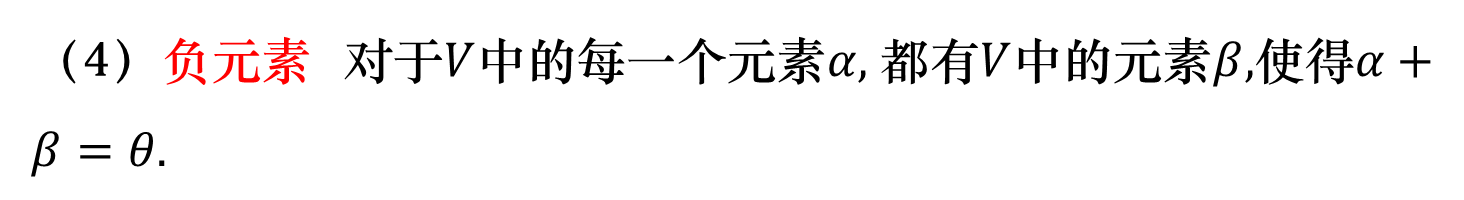 （4）负元素 对于V中的每一个元素α, 都有V中的元素β,使得α +
β = θ.